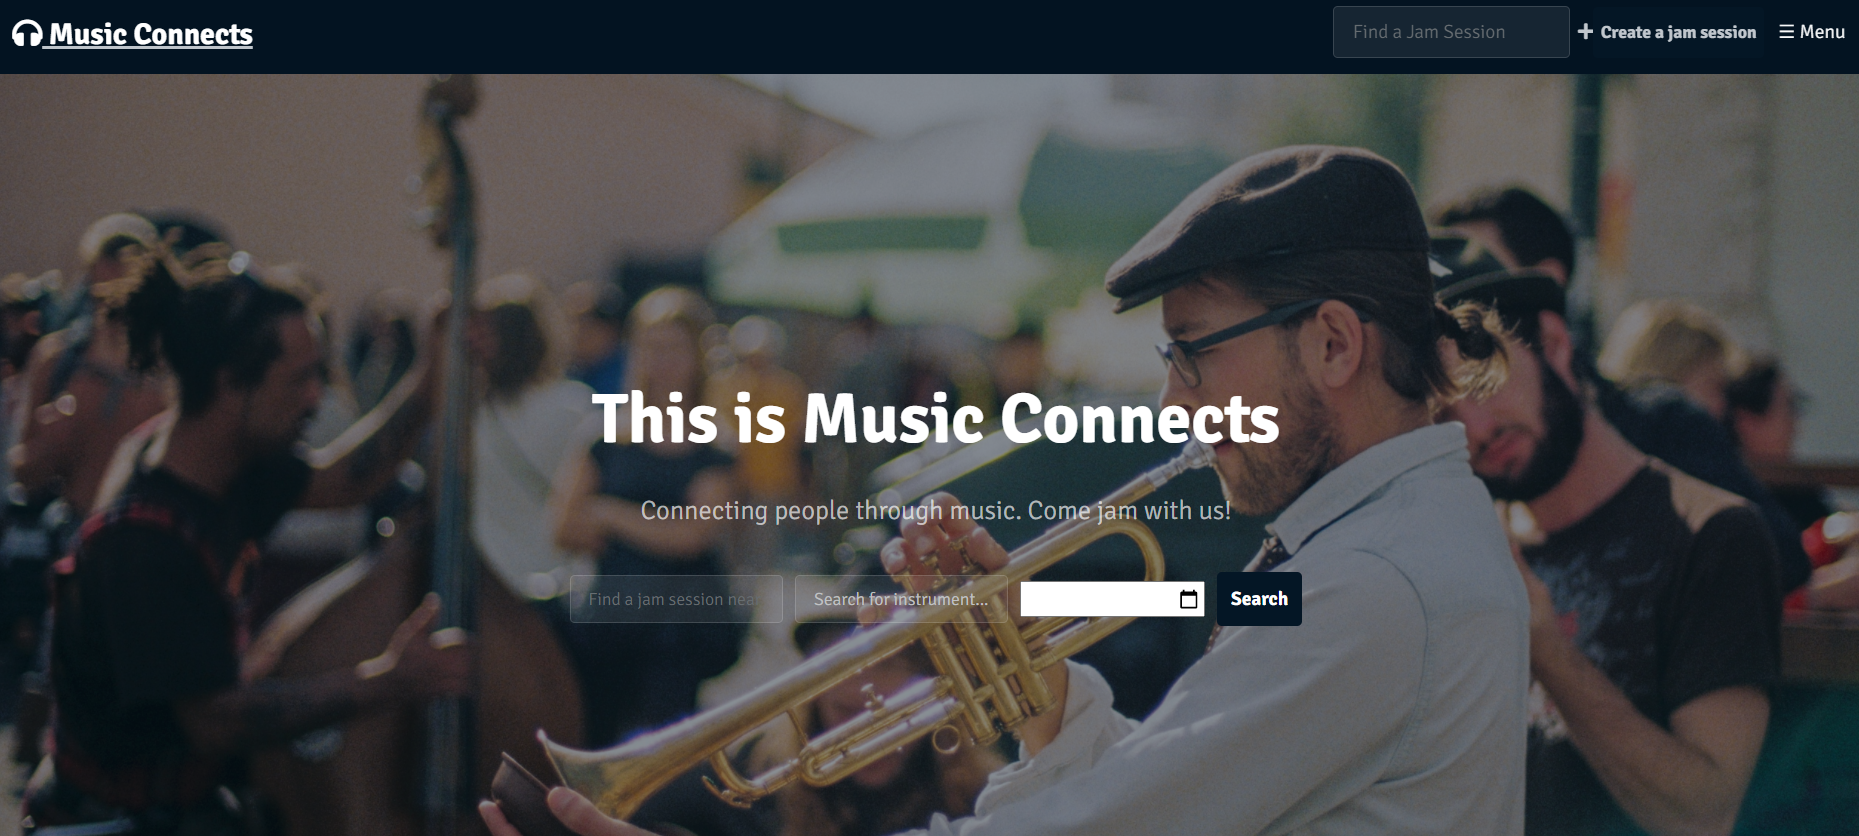 Music Connects
Find a Jam Session
Create a jam session
☰ Menu
This is Music Connects
Connecting people through music. Come jam with us!
Find a jam session near
Search for instrument...
Search